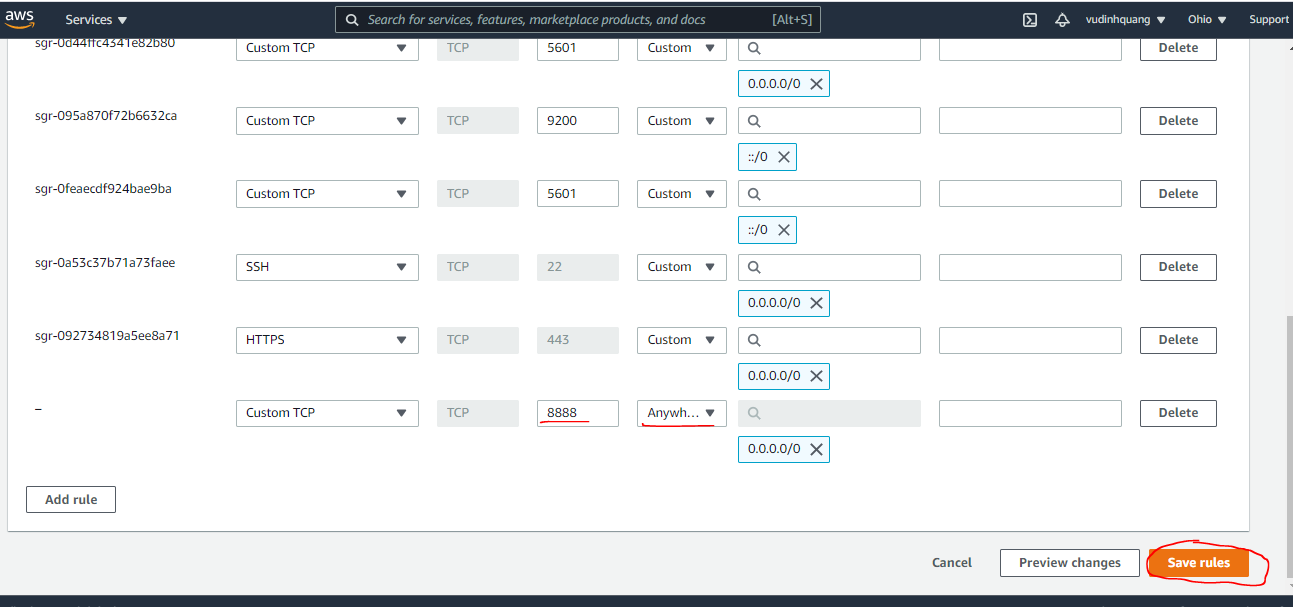 aws Services Search for services, features, marketplace products, and docs [Alt+S] vudinhquang Ohio Support
sgr-0d44ffc4341e82b80 Custom TCP TCP 5601 Custom Delete
0.0.0.0/0
sgr-095a870f72b6632ca Custom TCP TCP 9200 Custom Delete
::/0
sgr-0feaecdf924bae9ba Custom TCP TCP 5601 Custom Delete
::/0
sgr-0a53c37b71a73faee SSH TCP 22 Custom Delete
0.0.0.0/0
sgr-092734819a5ee8a71 HTTPS TCP 443 Custom Delete
0.0.0.0/0
– Custom TCP TCP 8888 Anywh... Delete
0.0.0.0/0
Add rule
Cancel Preview changes Save rules